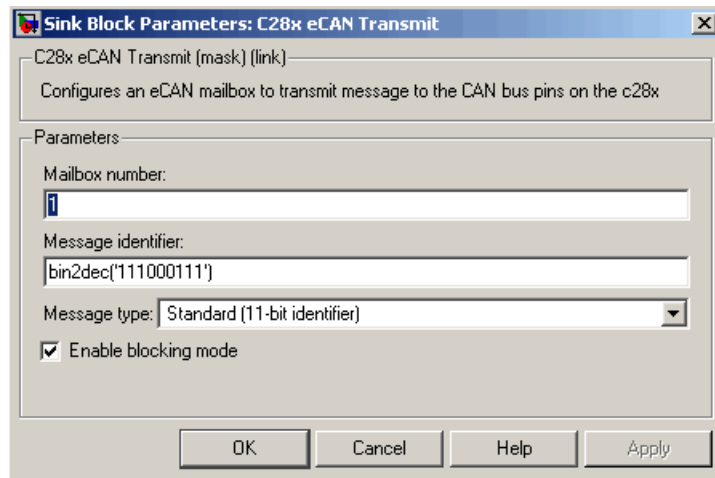 Sink Block Parameters: C28x eCAN Transmit
C28x eCAN Transmit (mask) (link)
Configures an eCAN mailbox to transmit message to the CAN bus pins on the c28x
Parameters
Mailbox number:
1
Message identifier:
bin2dec('111000111')
Message type: Standard (11-bit identifier)
Enable blocking mode
OK Cancel Help Apply